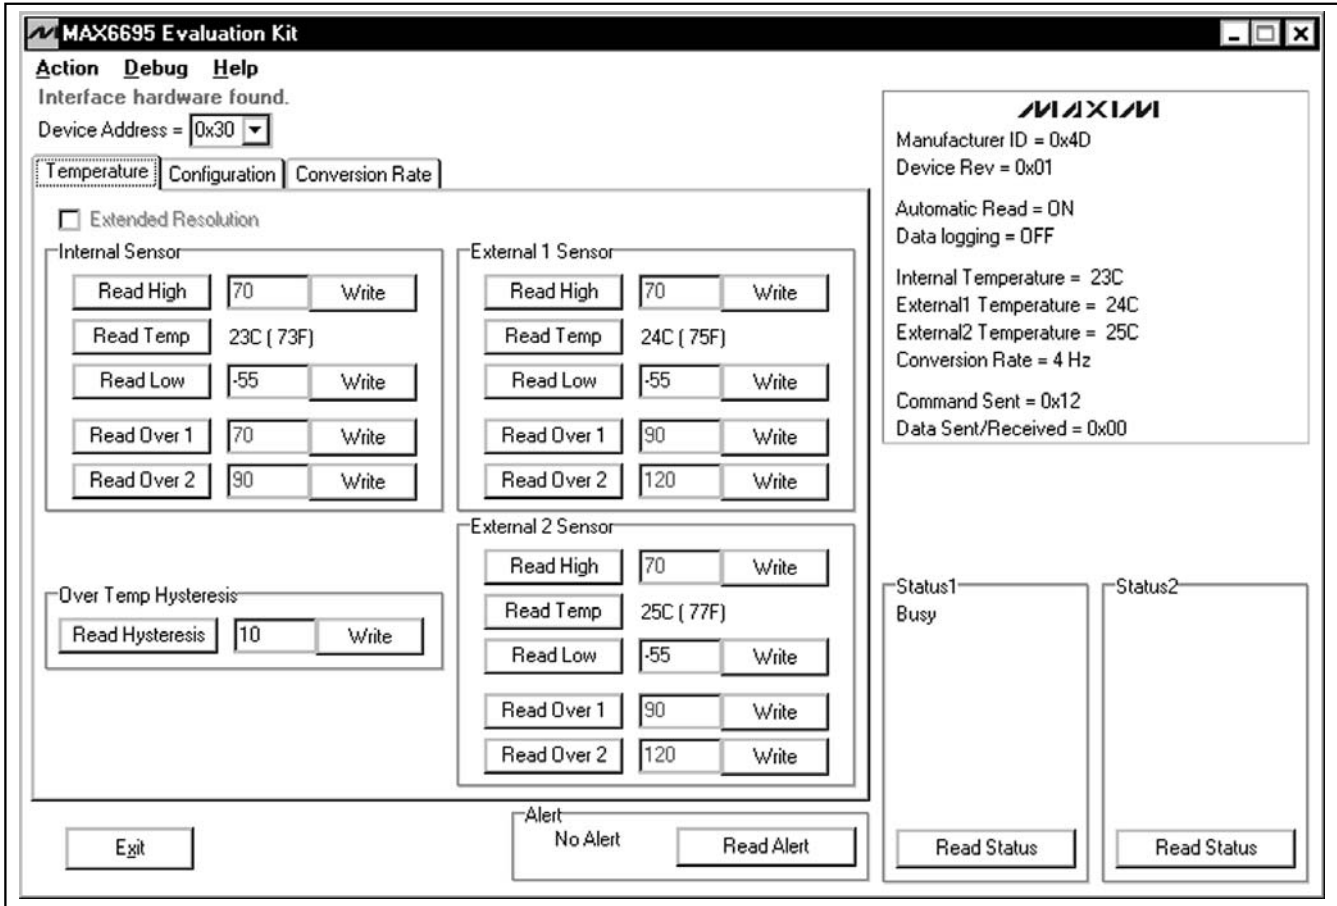 MAX6695 Evaluation Kit
Action Debug Help
Interface hardware found.
Device Address = 0x30
Temperature Configuration Conversion Rate
Extended Resolution
Internal Sensor
Read High 70 Write
Read Temp 23C ( 73F)
Read Low -55 Write
Read Over 1 70 Write
Read Over 2 90 Write
Over Temp Hysteresis
Read Hysteresis 10 Write
External 1 Sensor
Read High 70 Write
Read Temp 24C ( 75F)
Read Low -55 Write
Read Over 1 90 Write
Read Over 2 120 Write
External 2 Sensor
Read High 70 Write
Read Temp 25C ( 77F)
Read Low -55 Write
Read Over 1 90 Write
Read Over 2 120 Write
MAXIM
Manufacturer ID = 0x4D
Device Rev = 0x01
Automatic Read = ON
Data logging = OFF
Internal Temperature = 23C
External1 Temperature = 24C
External2 Temperature = 25C
Conversion Rate = 4 Hz
Command Sent = 0x12
Data Sent/Received = 0x00
Status1
Busy
Read Status
Status2
Read Status
Alert
No Alert Read Alert
Exit